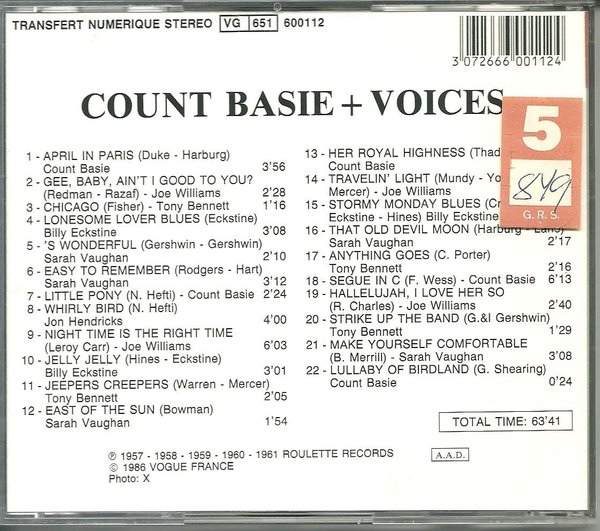 TRANSFERT NUMERIQUE STEREO VG 651 600112
3 072666 001124
COUNT BASIE + VOICES
5
849
G.R.S.
1 - APRIL IN PARIS (Duke - Harburg)
Count Basie 3'56
2 - GEE, BABY, AIN'T I GOOD TO YOU?
(Redman - Razaf) - Joe Williams 2'28
3 - CHICAGO (Fisher) - Tony Bennett 1'16
4 - LONESOME LOVER BLUES (Eckstine)
Billy Eckstine 3'08
5 - 'S WONDERFUL (Gershwin - Gershwin)
Sarah Vaughan 2'10
6 - EASY TO REMEMBER (Rodgers - Hart)
Sarah Vaughan 3'12
7 - LITTLE PONY (N. Hefti) - Count Basie 2'24
8 - WHIRLY BIRD (N. Hefti)
Jon Hendricks 4'00
9 - NIGHT TIME IS THE RIGHT TIME
(Leroy Carr) - Joe Williams 6'03
10 - JELLY JELLY (Hines - Eckstine)
Billy Eckstine 3'01
11 - JEEPERS CREEPERS (Warren - Mercer)
Tony Bennett 2'05
12 - EAST OF THE SUN (Bowman)
Sarah Vaughan 1'54
13 - HER ROYAL HIGHNESS (Thad
Count Basie
14 - TRAVELIN' LIGHT (Mundy - Yo
Mercer) - Joe Williams
15 - STORMY MONDAY BLUES (Cr
Eckstine - Hines) Billy Eckstine
16 - THAT OLD DEVIL MOON (Harburg - Lane)
Sarah Vaughan 2'17
17 - ANYTHING GOES (C. Porter)
Tony Bennett 2'16
18 - SEGUE IN C (F. Wess) - Count Basie 6'13
19 - HALLELUJAH, I LOVE HER SO
(R. Charles) - Joe Williams 2'40
20 - STRIKE UP THE BAND (G.&I Gershwin)
Tony Bennett 1'29
21 - MAKE YOURSELF COMFORTABLE
(B. Merrill) - Sarah Vaughan 3'08
22 - LULLABY OF BIRDLAND (G. Shearing)
Count Basie 0'24
TOTAL TIME: 63'41
℗ 1957 - 1958 - 1959 - 1960 - 1961 ROULETTE RECORDS A.A.D.
© 1986 VOGUE FRANCE
Photo: X